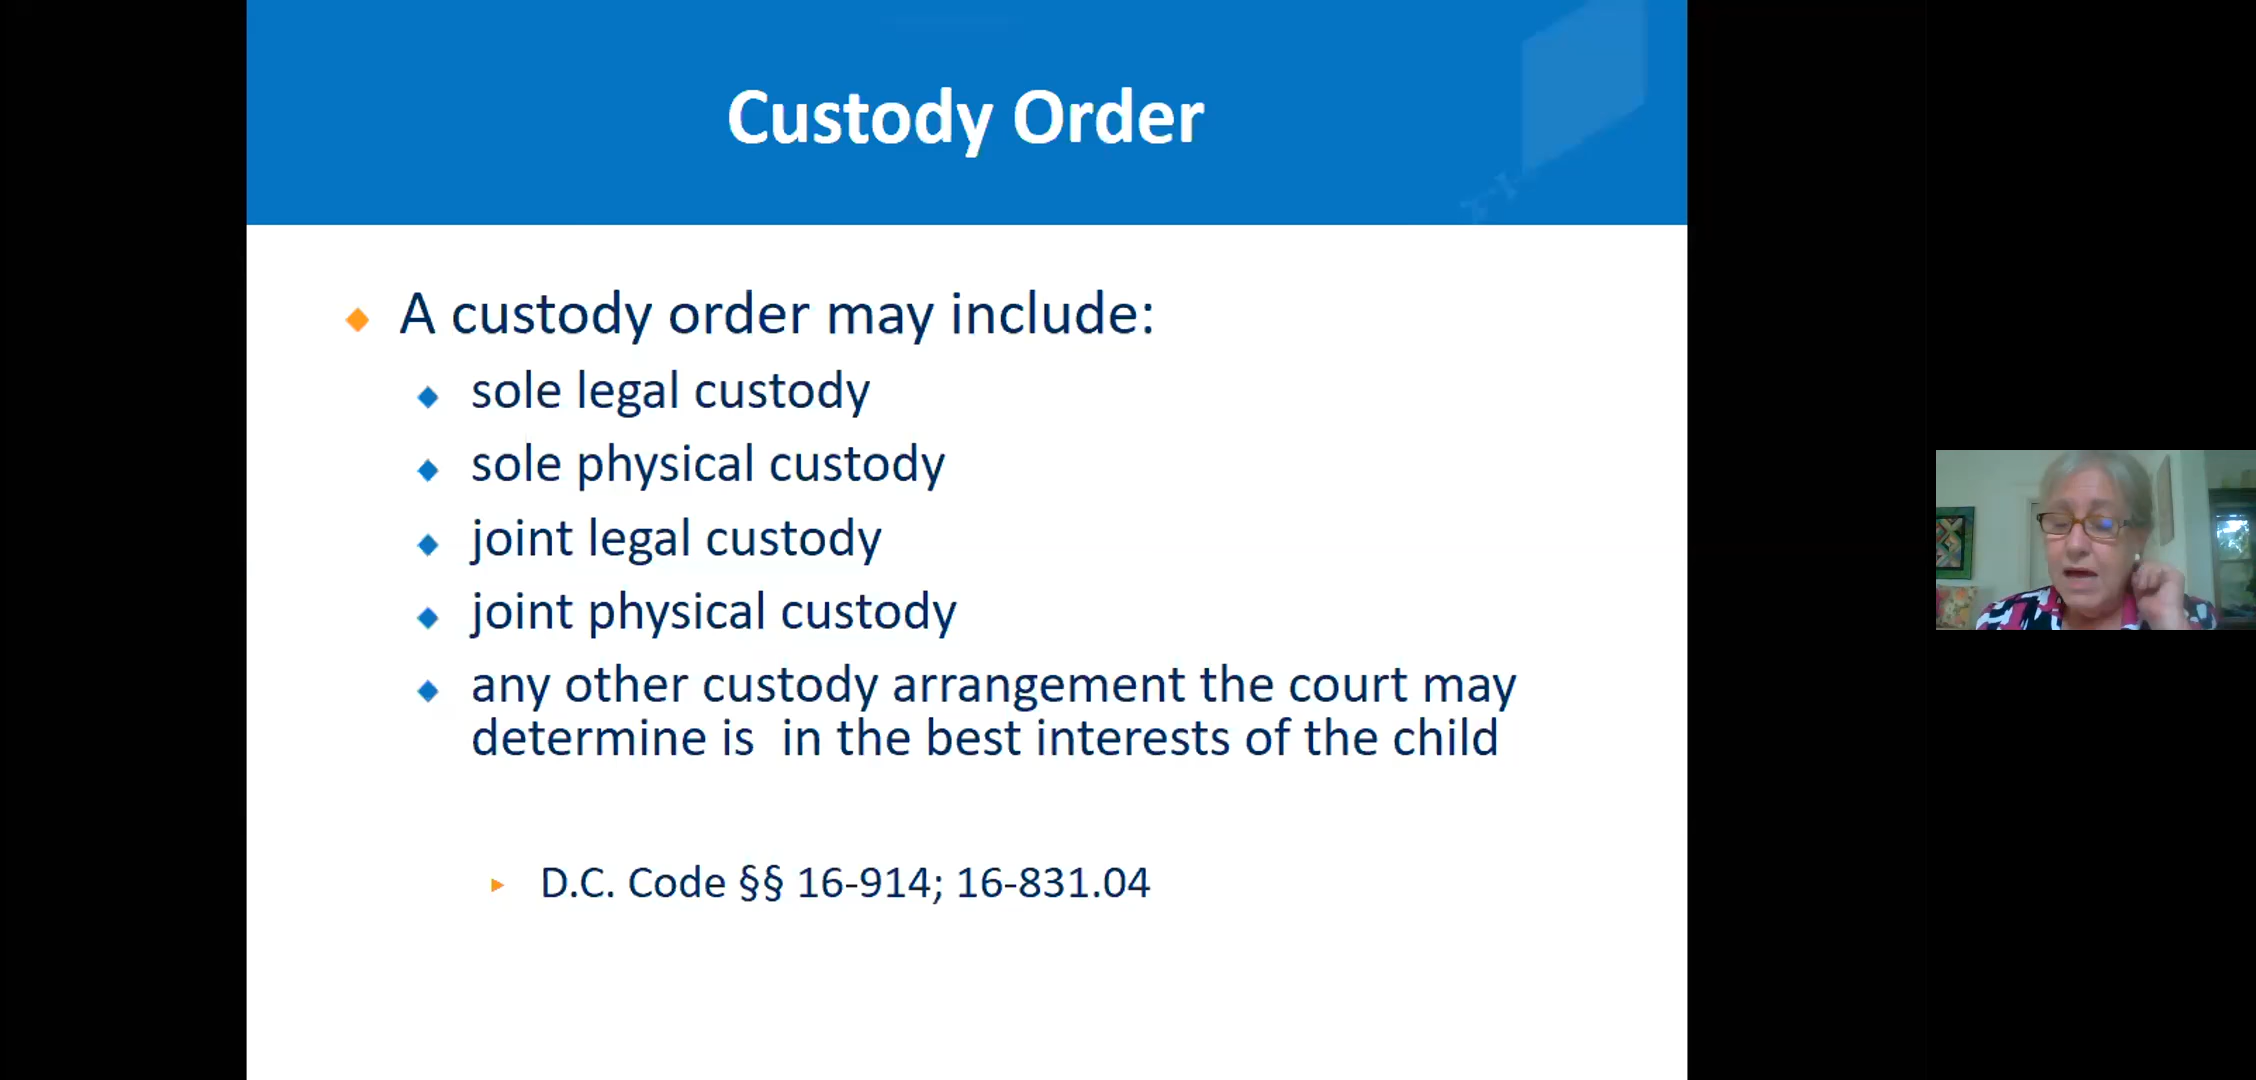 Custody Order
A custody order may include:
sole legal custody
sole physical custody
joint legal custody
joint physical custody
any other custody arrangement the court may
determine is  in the best interests of the child
D.C. Code §§ 16-914; 16-831.04